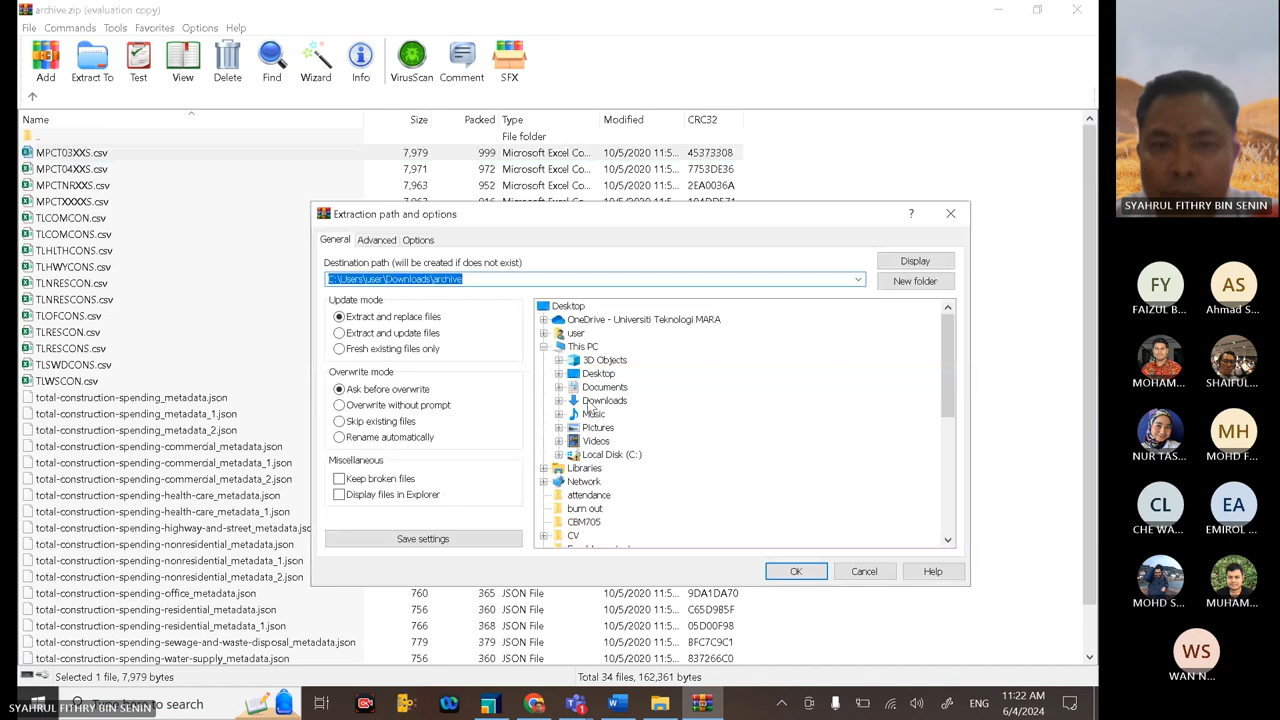 archive.zip (evaluation copy)
File Commands Tools Favorites Options Help
Add Extract To Test View Delete Find Wizard Info VirusScan Comment SFX
Name Size Packed Type Modified CRC32
.. File folder
MPCT03XXS.csv 7,979 999 Microsoft Excel Co... 10/5/2020 11:5... 45373308
MPCT04XXS.csv 7,971 972 Microsoft Excel Co... 10/5/2020 11:5... 7753DE36
MPCTNRXXS.csv 7,963 952 Microsoft Excel Co... 10/5/2020 11:5... 2EA0036A
MPCTXXXXS.csv
TLCOMCON.csv
TLCOMCONS.csv
TLHLTHCONS.csv
TLHWYCONS.csv
TLNRESCON.csv
TLNRESCONS.csv
TLOFCONS.csv
TLRESCON.csv
TLRESCONS.csv
TLSWDCONS.csv
TLWSCON.csv
total-construction-spending_metadata.json
total-construction-spending_metadata_1.json
total-construction-spending_metadata_2.json
total-construction-spending-commercial_metadata.json
total-construction-spending-commercial_metadata_1.json
total-construction-spending-commercial_metadata_2.json
total-construction-spending-health-care_metadata.json
total-construction-spending-health-care_metadata_1.json
total-construction-spending-highway-and-street_metadata.jso
total-construction-spending-nonresidential_metadata.json
total-construction-spending-nonresidential_metadata_1.json
total-construction-spending-nonresidential_metadata_2.json
total-construction-spending-office_metadata.json 760 365 JSON File 10/5/2020 11:5... 9DA1DA70
total-construction-spending-residential_metadata.json 756 360 JSON File 10/5/2020 11:5... C65D9B5F
total-construction-spending-residential_metadata_1.json 766 368 JSON File 10/5/2020 11:5... 05D00F98
total-construction-spending-sewage-and-waste-disposal_metadata.json 779 379 JSON File 10/5/2020 11:5... BFC7C9C1
total-construction-spending-water-supply_metadata.json 756 360 JSON File 10/5/2020 11:5... 837266C0
Selected 1 file, 7,979 bytes Total 34 files, 162,361 bytes
Extraction path and options
General Advanced Options
Destination path (will be created if does not exist)
Display
C:\Users\user\Downloads\archive
New folder
Update mode
Extract and replace files
Extract and update files
Fresh existing files only
Overwrite mode
Ask before overwrite
Overwrite without prompt
Skip existing files
Rename automatically
Miscellaneous
Keep broken files
Display files in Explorer
Save settings
Desktop
OneDrive - Universiti Teknologi MARA
user
This PC
3D Objects
Desktop
Documents
Downloads
Music
Pictures
Videos
Local Disk (C:)
Libraries
Network
attendance
burn out
CBM705
CV
OK Cancel Help
SYAHRUL FITHRY BIN SENIN
FY AS
FAIZUL B... Ahmad S...
MOHAM... SHAIFUL...
MH
NUR TAS... MOHD F...
CL EA
CHE WA... EMIROL ...
MOHD S... MUHAM...
WS
WAN N...
here to search
ENG
11:22 AM
6/4/2024
SYAHRUL FITHRY BIN SENIN